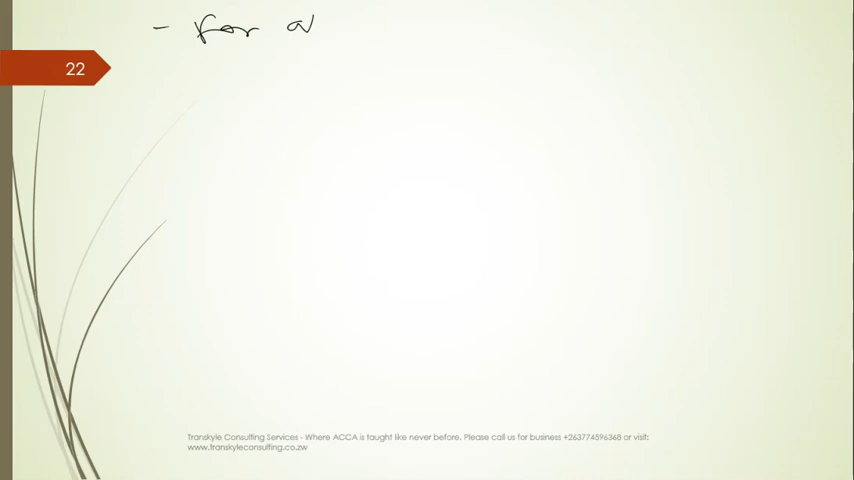 - for a
22
Transkyle Consulting Services - Where ACCA is taught like never before. Please call us for business +263774596368 or visit:
www.transkyleconsulting.co.zw